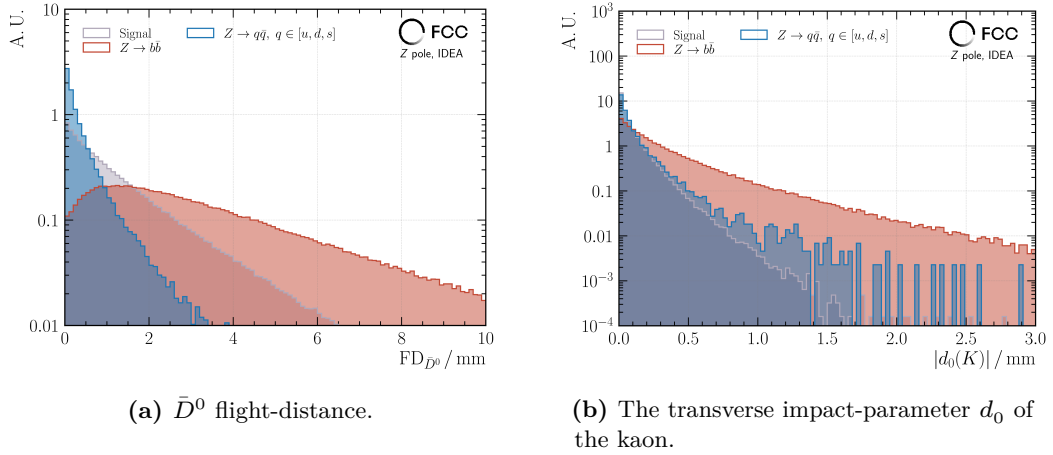 A. U.
10
1
0.1
0.01
Signal
Z → bb̄
Z → qq̄, q ∈ [u, d, s]
FCC
Z pole, IDEA
0 2 4 6 8 10
FD_{D̄⁰} / mm
(a) D̄⁰ flight-distance.
A. U.
10³
100
10
1
0.1
0.01
10⁻³
10⁻⁴
Signal
Z → bb̄
Z → qq̄, q ∈ [u, d, s]
FCC
Z pole, IDEA
0.0 0.5 1.0 1.5 2.0 2.5 3.0
|d₀(K)| / mm
(b) The transverse impact-parameter d₀ of
the kaon.